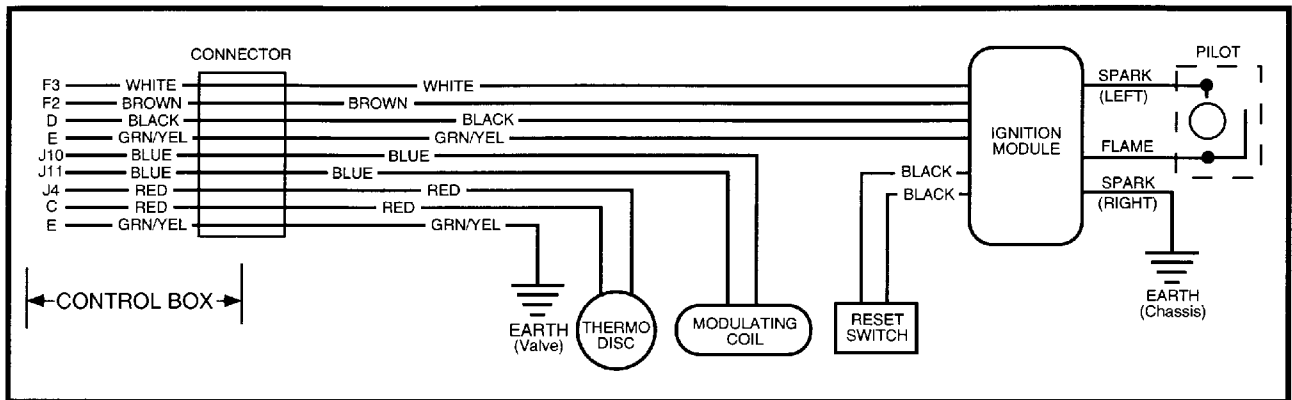 CONNECTOR
PILOT
F3 WHITE WHITE
F2 BROWN BROWN
D BLACK BLACK
E GRN/YEL GRN/YEL
J10 BLUE BLUE
J11 BLUE BLUE
J4 RED RED
C RED RED
E GRN/YEL GRN/YEL
CONTROL BOX
EARTH
(Valve)
THERMO
DISC
MODULATING
COIL
BLACK
BLACK
RESET
SWITCH
IGNITION
MODULE
SPARK
(LEFT)
FLAME
SPARK
(RIGHT)
EARTH
(Chassis)